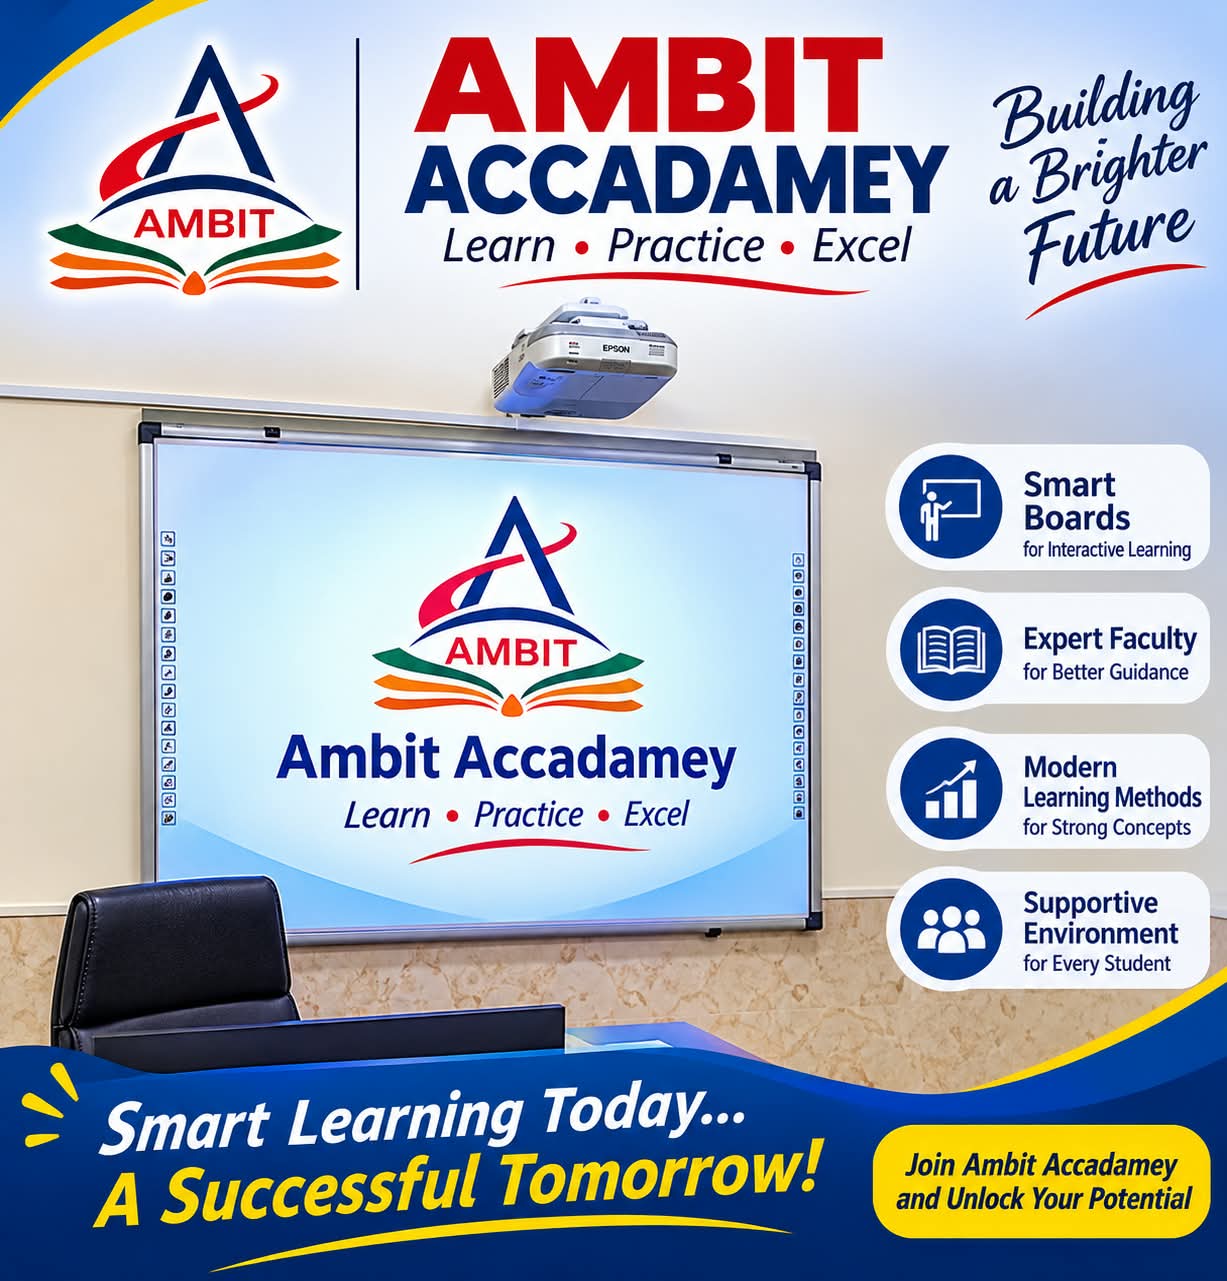 AMBIT
AMBIT
ACCADAMEY
Learn • Practice • Excel
Building
a Brighter
Future
EPSON
AMBIT
Ambit Accadamey
Learn • Practice • Excel
Smart
Boards
for Interactive Learning
Expert Faculty
for Better Guidance
Modern
Learning Methods
for Strong Concepts
Supportive
Environment
for Every Student
Smart Learning Today...
A Successful Tomorrow!
Join Ambit Accadamey
and Unlock Your Potential